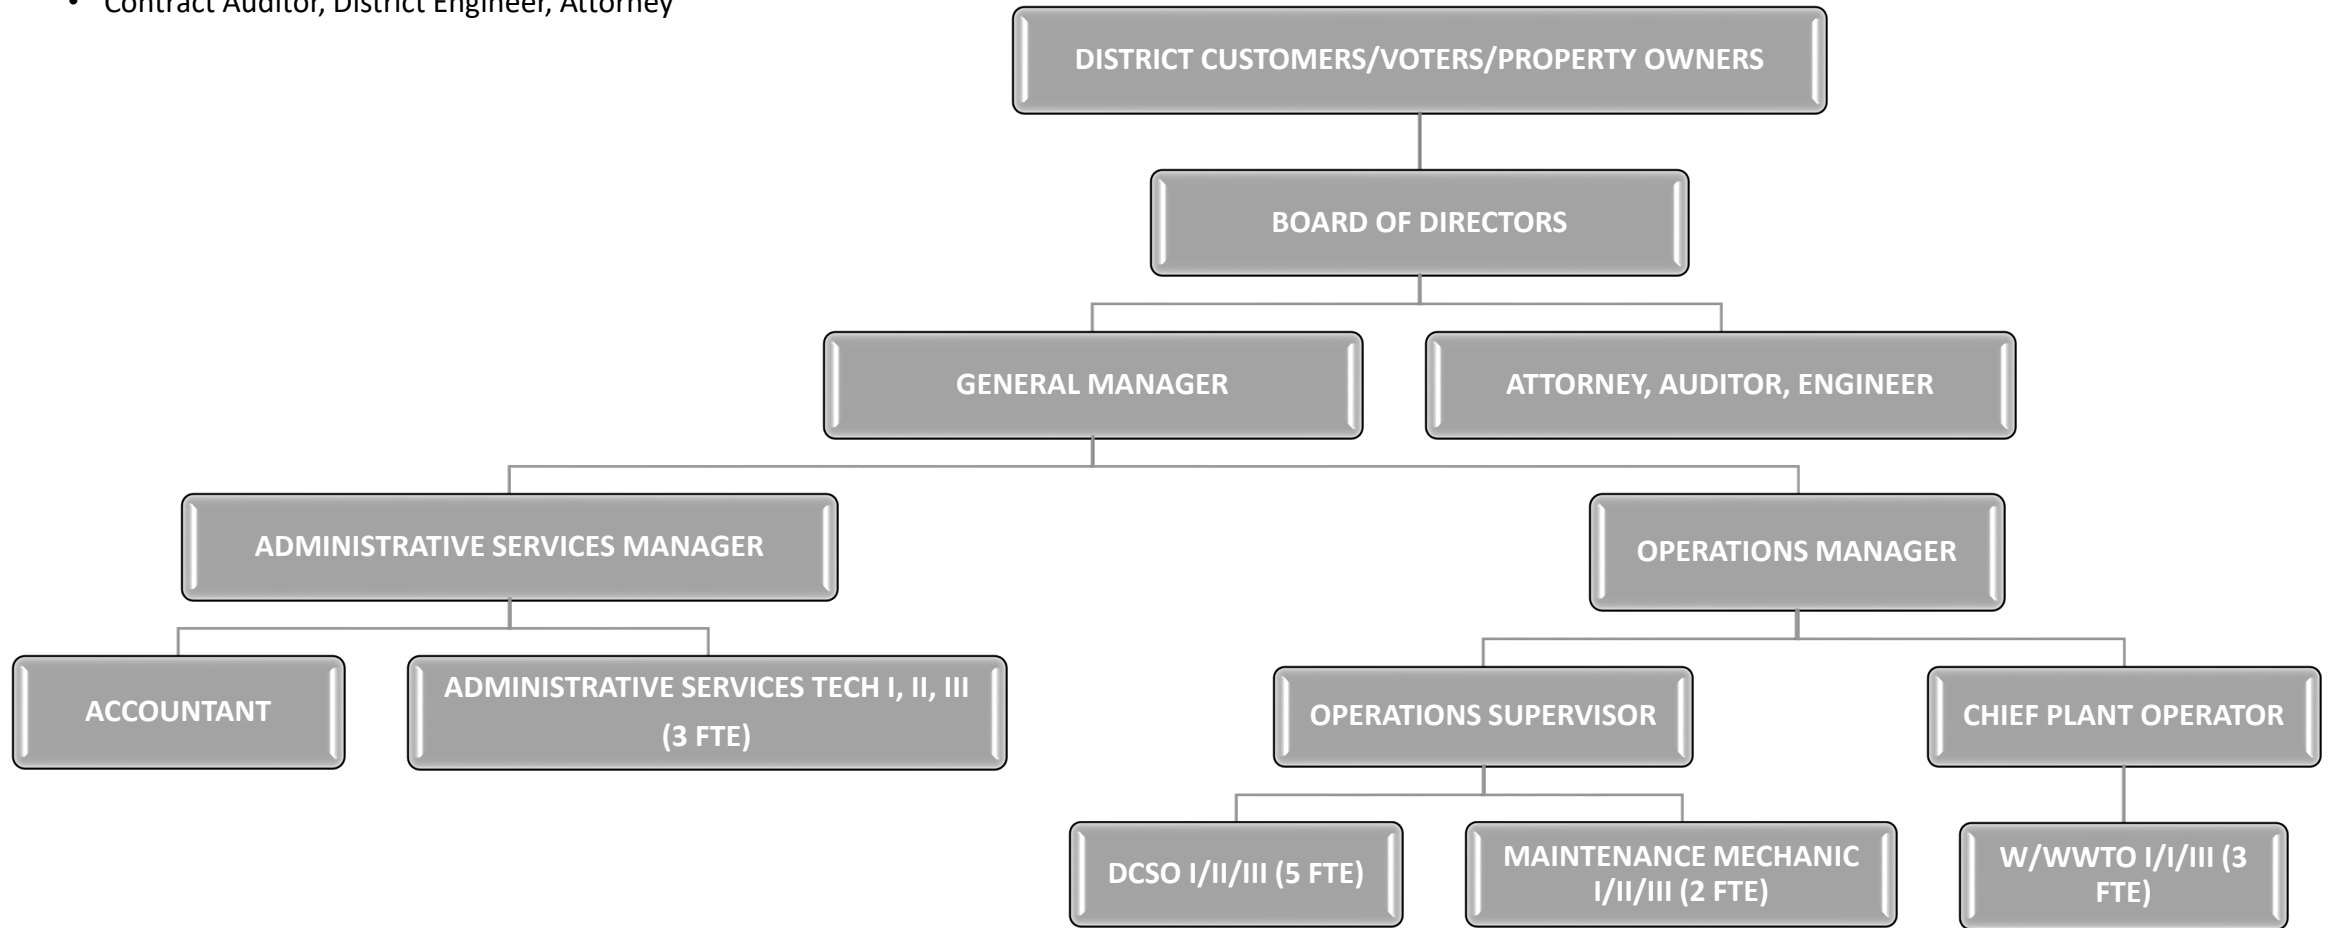 • Contract Auditor, District Engineer, Attorney
DISTRICT CUSTOMERS/VOTERS/PROPERTY OWNERS
BOARD OF DIRECTORS
GENERAL MANAGER
ATTORNEY, AUDITOR, ENGINEER
ADMINISTRATIVE SERVICES MANAGER
OPERATIONS MANAGER
ACCOUNTANT
ADMINISTRATIVE SERVICES TECH I, II, III
(3 FTE)
OPERATIONS SUPERVISOR
CHIEF PLANT OPERATOR
DCSO I/II/III (5 FTE)
MAINTENANCE MECHANIC
I/II/III (2 FTE)
W/WWTO I/I/III (3
FTE)